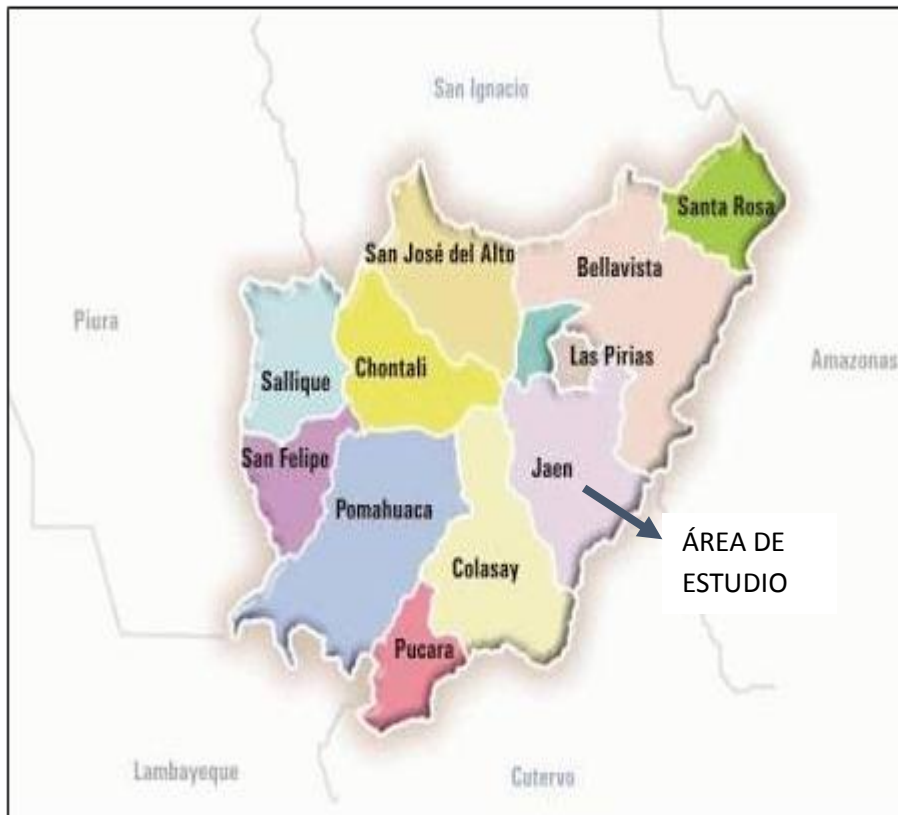 San Ignacio
Santa Rosa
San José del Alto
Bellavista
Piura
Las Pirias
Amazonas
Chontali
Sallique
San Felipe
Jaen
Pomahuaca
ÁREA DE
ESTUDIO
Colasay
Pucara
Lambayeque
Cutervo